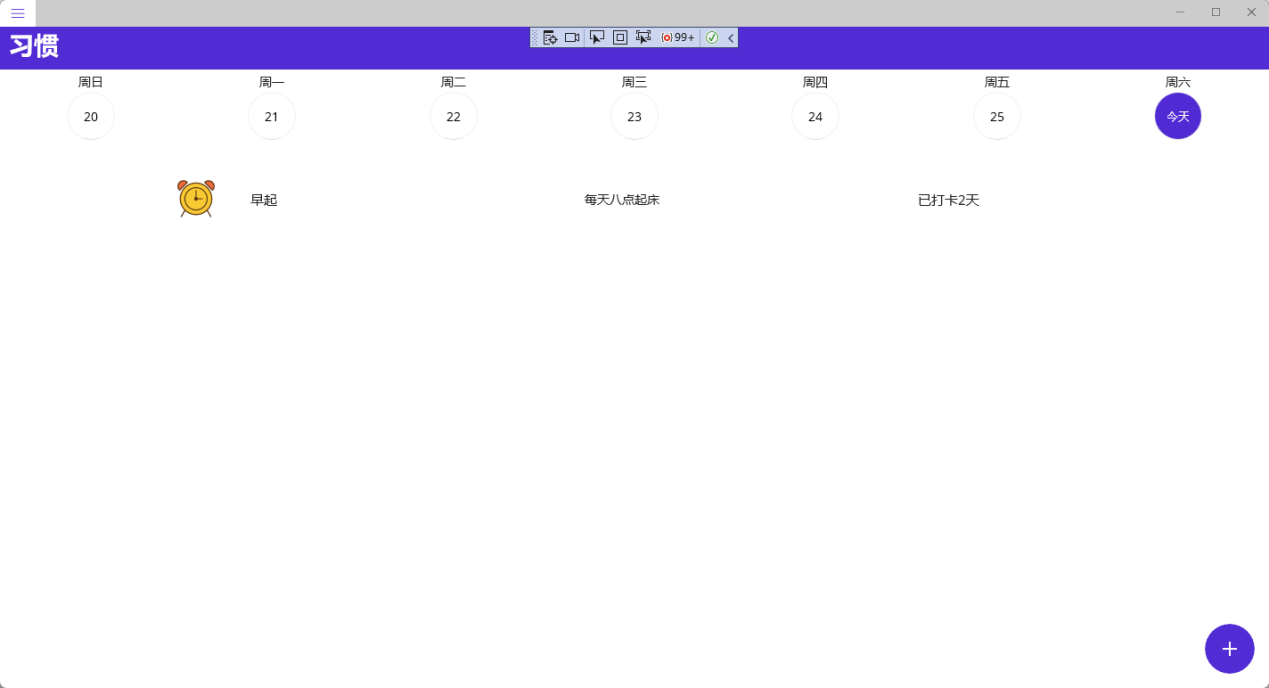 习惯
99+
周日 周一 周二 周三 周四 周五 周六
20 21 22 23 24 25 今天
早起 每天八点起床 已打卡2天